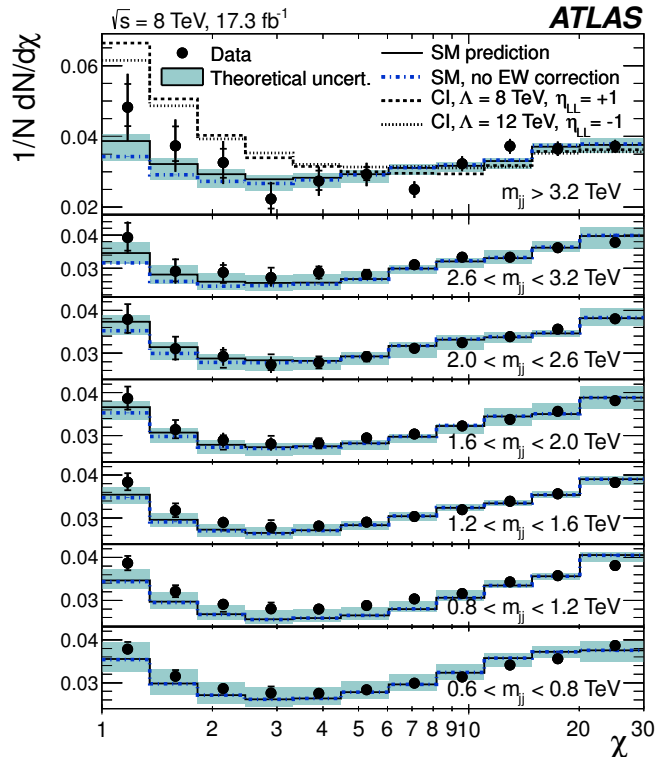 √s = 8 TeV, 17.3 fb⁻¹ ATLAS
1/N dN/dχ
Data
Theoretical uncert.
SM prediction
SM, no EW correction
CI, Λ = 8 TeV, η_LL = +1
CI, Λ = 12 TeV, η_LL = -1
0.06
0.04
0.02
m_jj > 3.2 TeV
0.04
0.03
2.6 < m_jj < 3.2 TeV
0.04
0.03
2.0 < m_jj < 2.6 TeV
0.04
0.03
1.6 < m_jj < 2.0 TeV
0.04
0.03
1.2 < m_jj < 1.6 TeV
0.04
0.03
0.8 < m_jj < 1.2 TeV
0.04
0.03
0.6 < m_jj < 0.8 TeV
1 2 3 4 5 6 7 8 9 10 20 30
χ